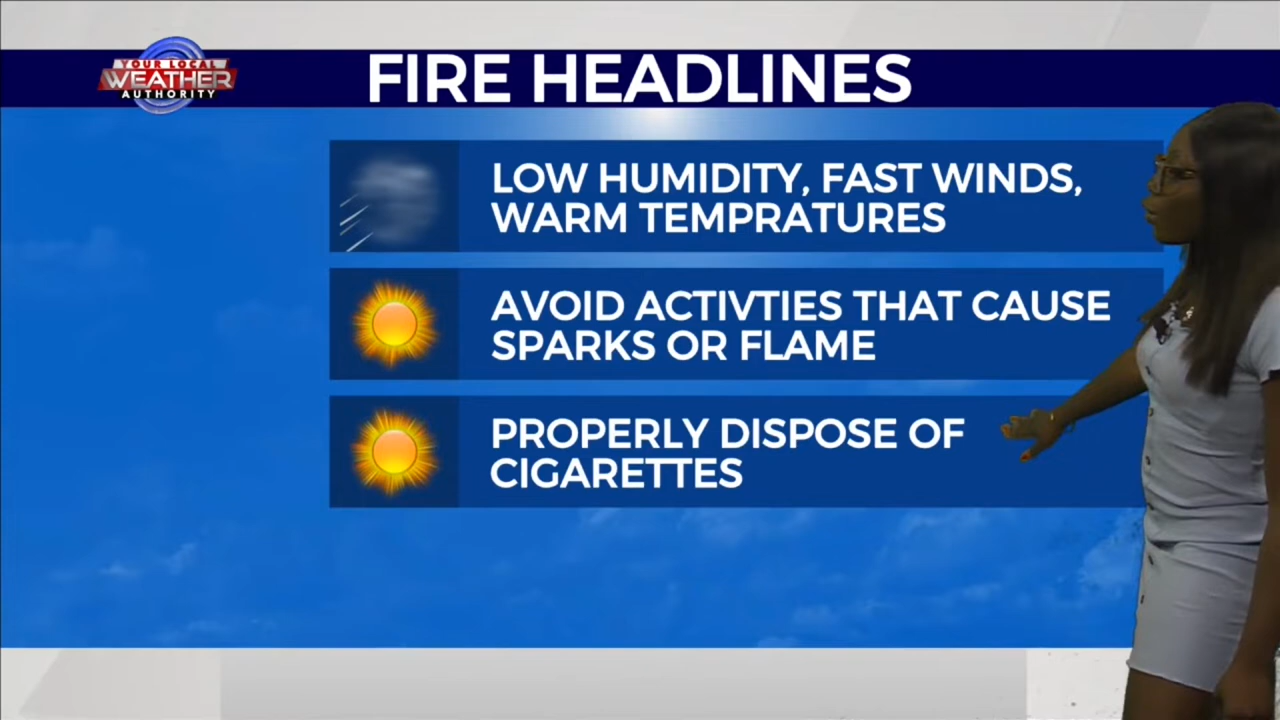 YOUR LOCAL
WEATHER
AUTHORITY
FIRE HEADLINES
LOW HUMIDITY, FAST WINDS,
WARM TEMPRATURES
AVOID ACTIVTIES THAT CAUSE
SPARKS OR FLAME
PROPERLY DISPOSE OF
CIGARETTES